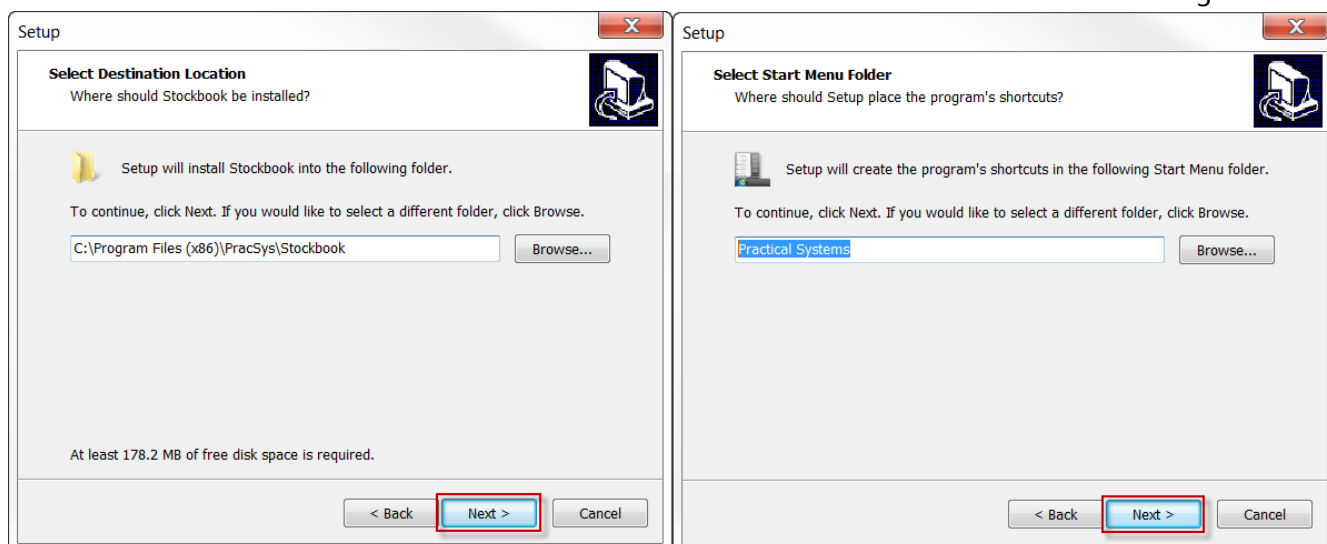 Setup
Select Destination Location
Where should Stockbook be installed?
Setup will install Stockbook into the following folder.
To continue, click Next. If you would like to select a different folder, click Browse.
C:\Program Files (x86)\PracSys\Stockbook
Browse...
At least 178.2 MB of free disk space is required.
< Back
Next >
Cancel
Setup
Select Start Menu Folder
Where should Setup place the program's shortcuts?
Setup will create the program's shortcuts in the following Start Menu folder.
To continue, click Next. If you would like to select a different folder, click Browse.
Practical Systems
Browse...
< Back
Next >
Cancel